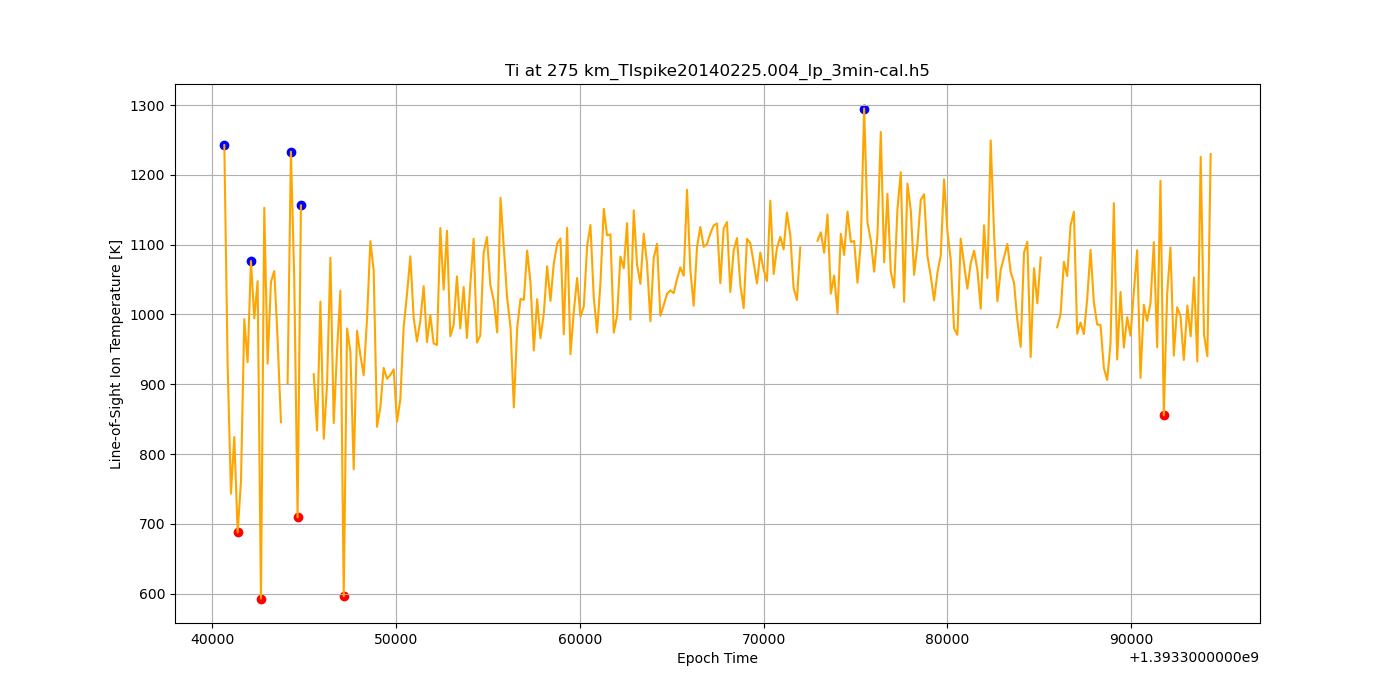 Ti at 275 km_TIspike20140225.004_lp_3min-cal.h5
Line-of-Sight Ion Temperature [K]
1300
1200
1100
1000
900
800
700
600
40000 50000 60000 70000 80000 90000
Epoch Time
+1.3933000000e9